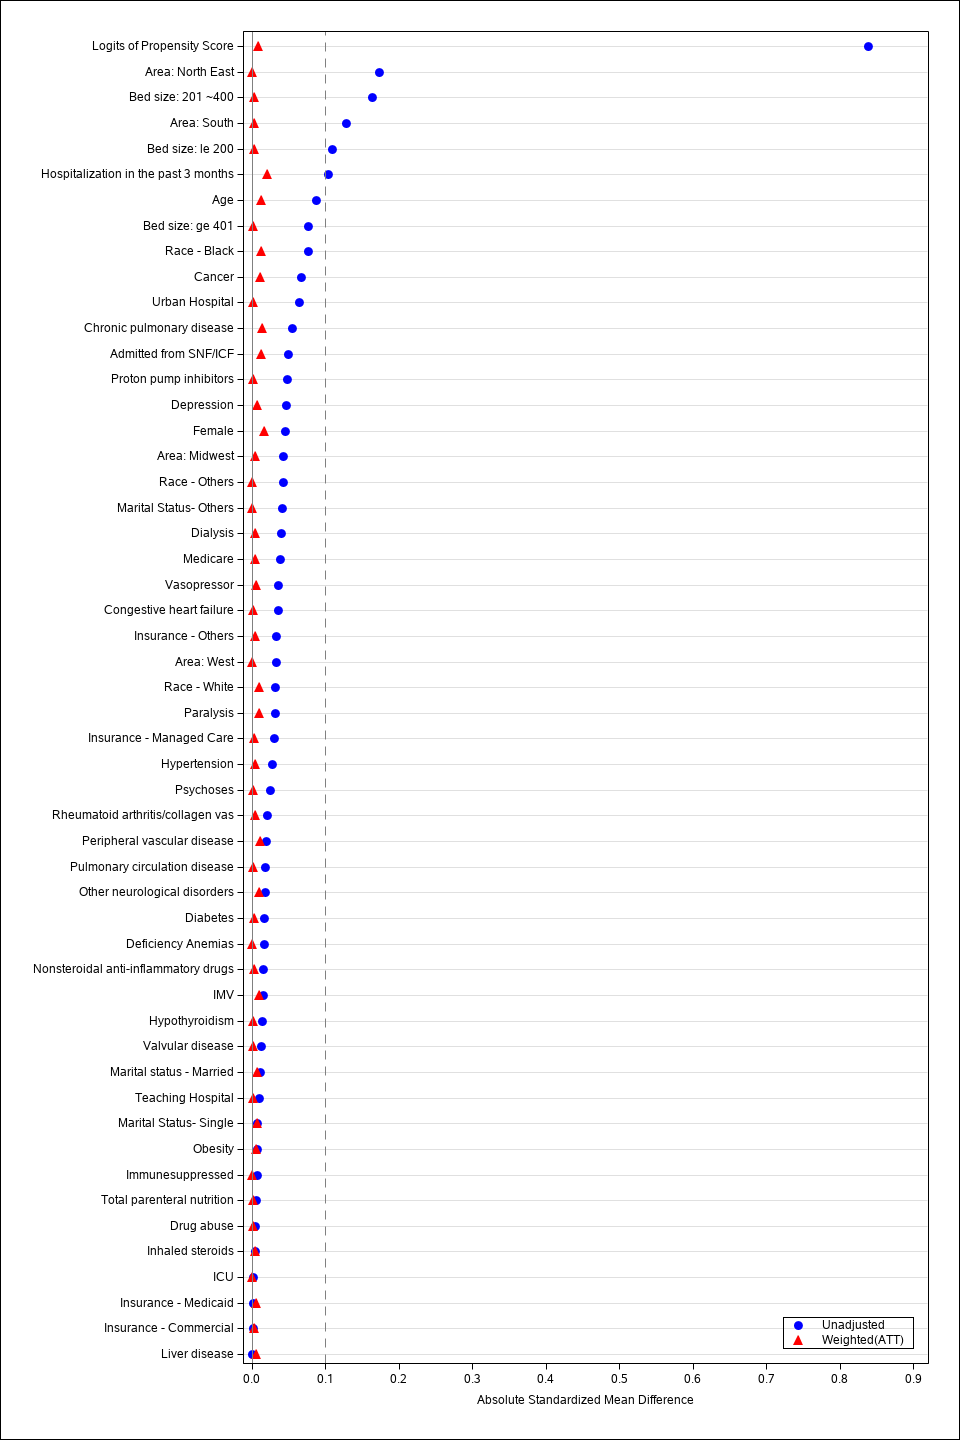 Logits of Propensity Score
Area: North East
Bed size: 201 ~400
Area: South
Bed size: le 200
Hospitalization in the past 3 months
Age
Bed size: ge 401
Race - Black
Cancer
Urban Hospital
Chronic pulmonary disease
Admitted from SNF/ICF
Proton pump inhibitors
Depression
Female
Area: Midwest
Race - Others
Marital Status- Others
Dialysis
Medicare
Vasopressor
Congestive heart failure
Insurance - Others
Area: West
Race - White
Paralysis
Insurance - Managed Care
Hypertension
Psychoses
Rheumatoid arthritis/collagen vas
Peripheral vascular disease
Pulmonary circulation disease
Other neurological disorders
Diabetes
Deficiency Anemias
Nonsteroidal anti-inflammatory drugs
IMV
Hypothyroidism
Valvular disease
Marital status - Married
Teaching Hospital
Marital Status- Single
Obesity
Immunesuppressed
Total parenteral nutrition
Drug abuse
Inhaled steroids
ICU
Insurance - Medicaid
Insurance - Commercial
Liver disease
Unadjusted
Weighted(ATT)
0.0 0.1 0.2 0.3 0.4 0.5 0.6 0.7 0.8 0.9
Absolute Standardized Mean Difference